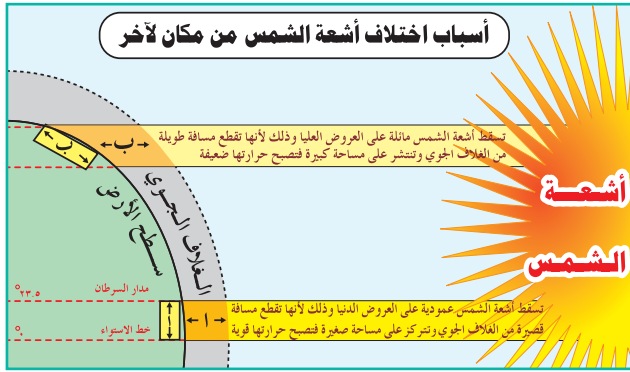 أسباب اختلاف أشعة الشمس من مكان لآخر
تسقط أشعة الشمس مائلة على العروض العليا وذلك لأنها تقطع مسافة طويلة
من الغلاف الجوي وتنتشر على مساحة كبيرة فتصبح حرارتها ضعيفة
ب
ب
أشعـــة
الشـمـس
الغلاف الجوي
سطح الأرض
مدار السرطان
٢٣.٥°
تسقط أشعة الشمس عمودية على العروض الدنيا وذلك لأنها تقطع مسافة
قصيرة من الغلاف الجوي وتتركز على مساحة صغيرة فتصبح حرارتها قوية
ا
ا
خط الاستواء
٠°